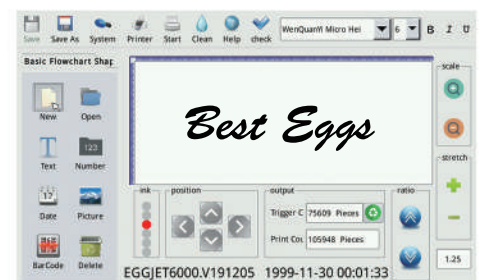 Save Save As System Printer Start Clean Help check WenQuanYi Micro Hei 6 B I U
Basic Flowchart Shap
New Open
Text Number
123
Date Picture
17
BarCode Delete
Best Eggs
scale
stretch
1.25
ink
position
output
Trigger C 75609 Pieces
Print Cou 105948 Pieces
ratio
EGGJET6000.V191205 1999-11-30 00:01:33